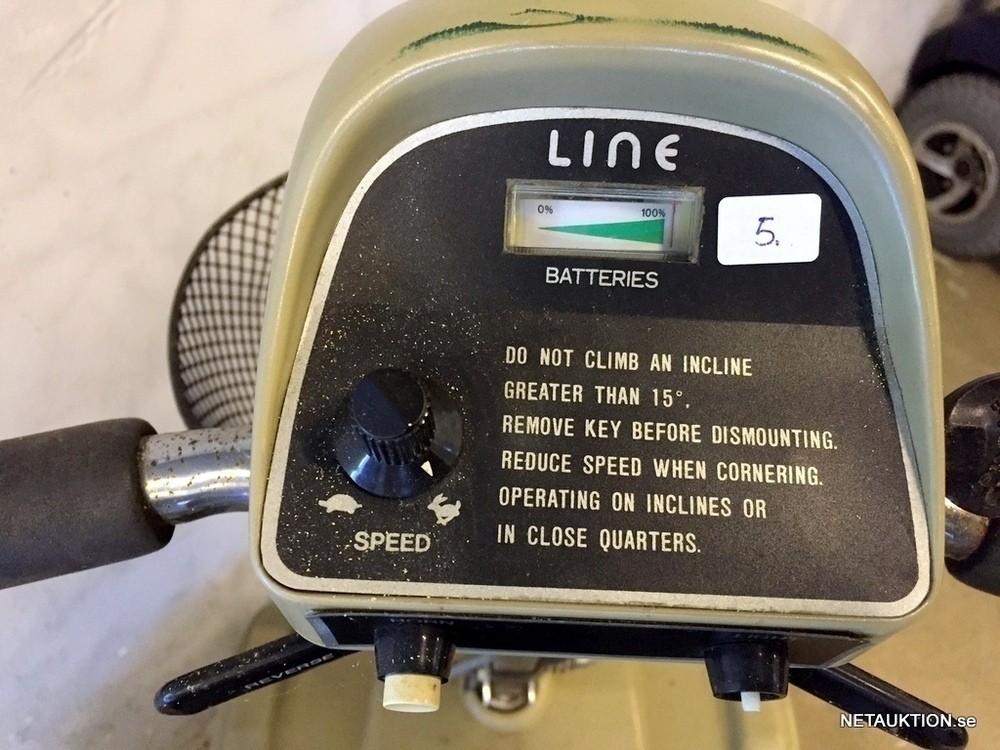 LINE
0% 100%
5.
BATTERIES
DO NOT CLIMB AN INCLINE
GREATER THAN 15°.
REMOVE KEY BEFORE DISMOUNTING.
REDUCE SPEED WHEN CORNERING.
OPERATING ON INCLINES OR
IN CLOSE QUARTERS.
SPEED
HORN
REVERSE
NETAUKTION.se